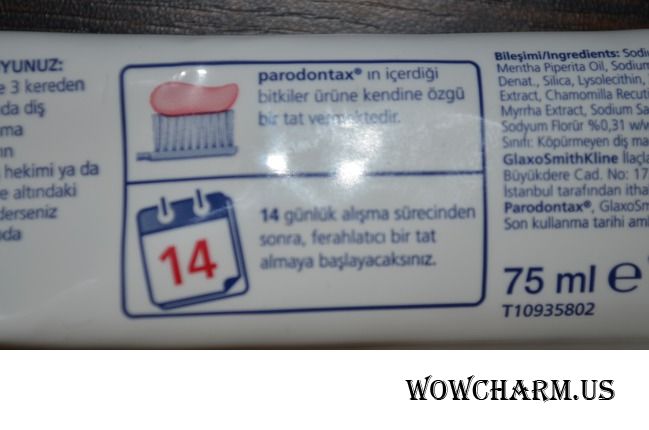 YUNUZ:
e 3 kereden
da diş
ama
ın
hekimi ya da
e altındaki
derseniz
nda
parodontax® ın içerdiği
bitkiler ürüne kendine özgü
bir tat vermektedir.
14
14 günlük alışma sürecinden
sonra, ferahlatıcı bir tat
almaya başlayacaksınız.
Bileşimi/Ingredients: Sodi
Mentha Piperita Oil, Sodium
Denat., Silica, Lysolecithin,
Extract, Chamomilla Recuti
Myrrha Extract, Sodium Sa
Sodyum Florür %0,31 w/w
Sınıfı: Köpürmeyen diş ma
GlaxoSmithKline İlaçla
Büyükdere Cad. No: 17
İstanbul tarafından itha
Parodontax®, GlaxoSm
Son kullanma tarihi am
75 ml e
T10935802
WOWCHARM.US